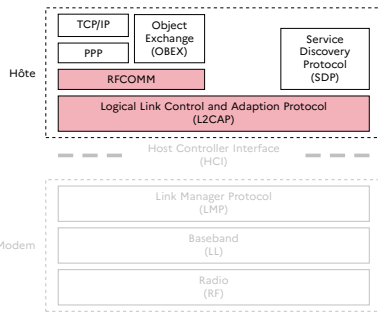 TCP/IP
Object
Exchange
(OBEX)
PPP
Service
Discovery
Protocol
(SDP)
Hôte
RFCOMM
Logical Link Control and Adaption Protocol
(L2CAP)
Host Controller Interface
(HCI)
Link Manager Protocol
(LMP)
Modem
Baseband
(LL)
Radio
(RF)